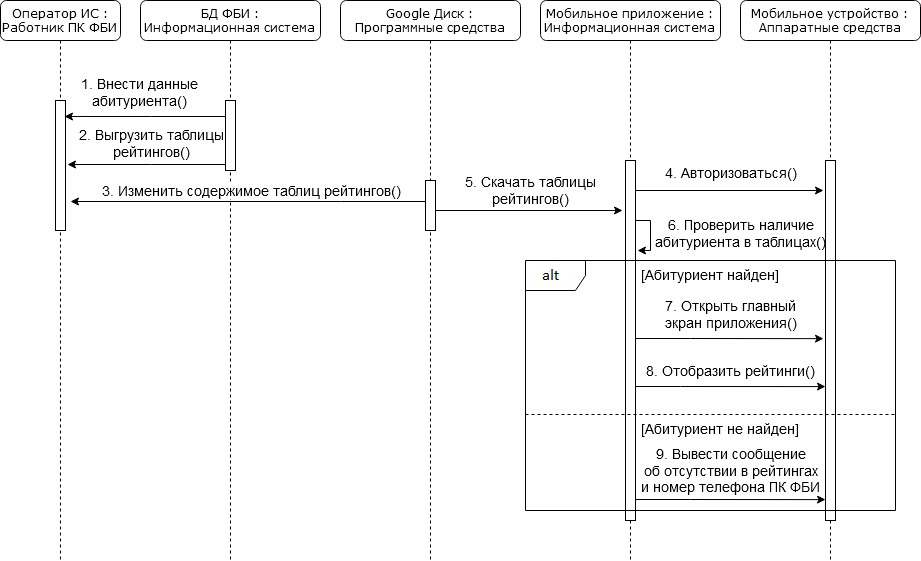 Оператор ИС :
Работник ПК ФБИ
БД ФБИ :
Информационная система
Google Диск :
Программные средства
Мобильное приложение :
Информационная система
Мобильное устройство :
Аппаратные средства
1. Внести данные
абитуриента()
2. Выгрузить таблицы
рейтингов()
3. Изменить содержимое таблиц рейтингов()
5. Скачать таблицы
рейтингов()
4. Авторизоваться()
6. Проверить наличие
абитуриента в таблицах()
alt
[Абитуриент найден]
7. Открыть главный
экран приложения()
8. Отобразить рейтинги()
[Абитуриент не найден]
9. Вывести сообщение
об отсутствии в рейтингах
и номер телефона ПК ФБИ